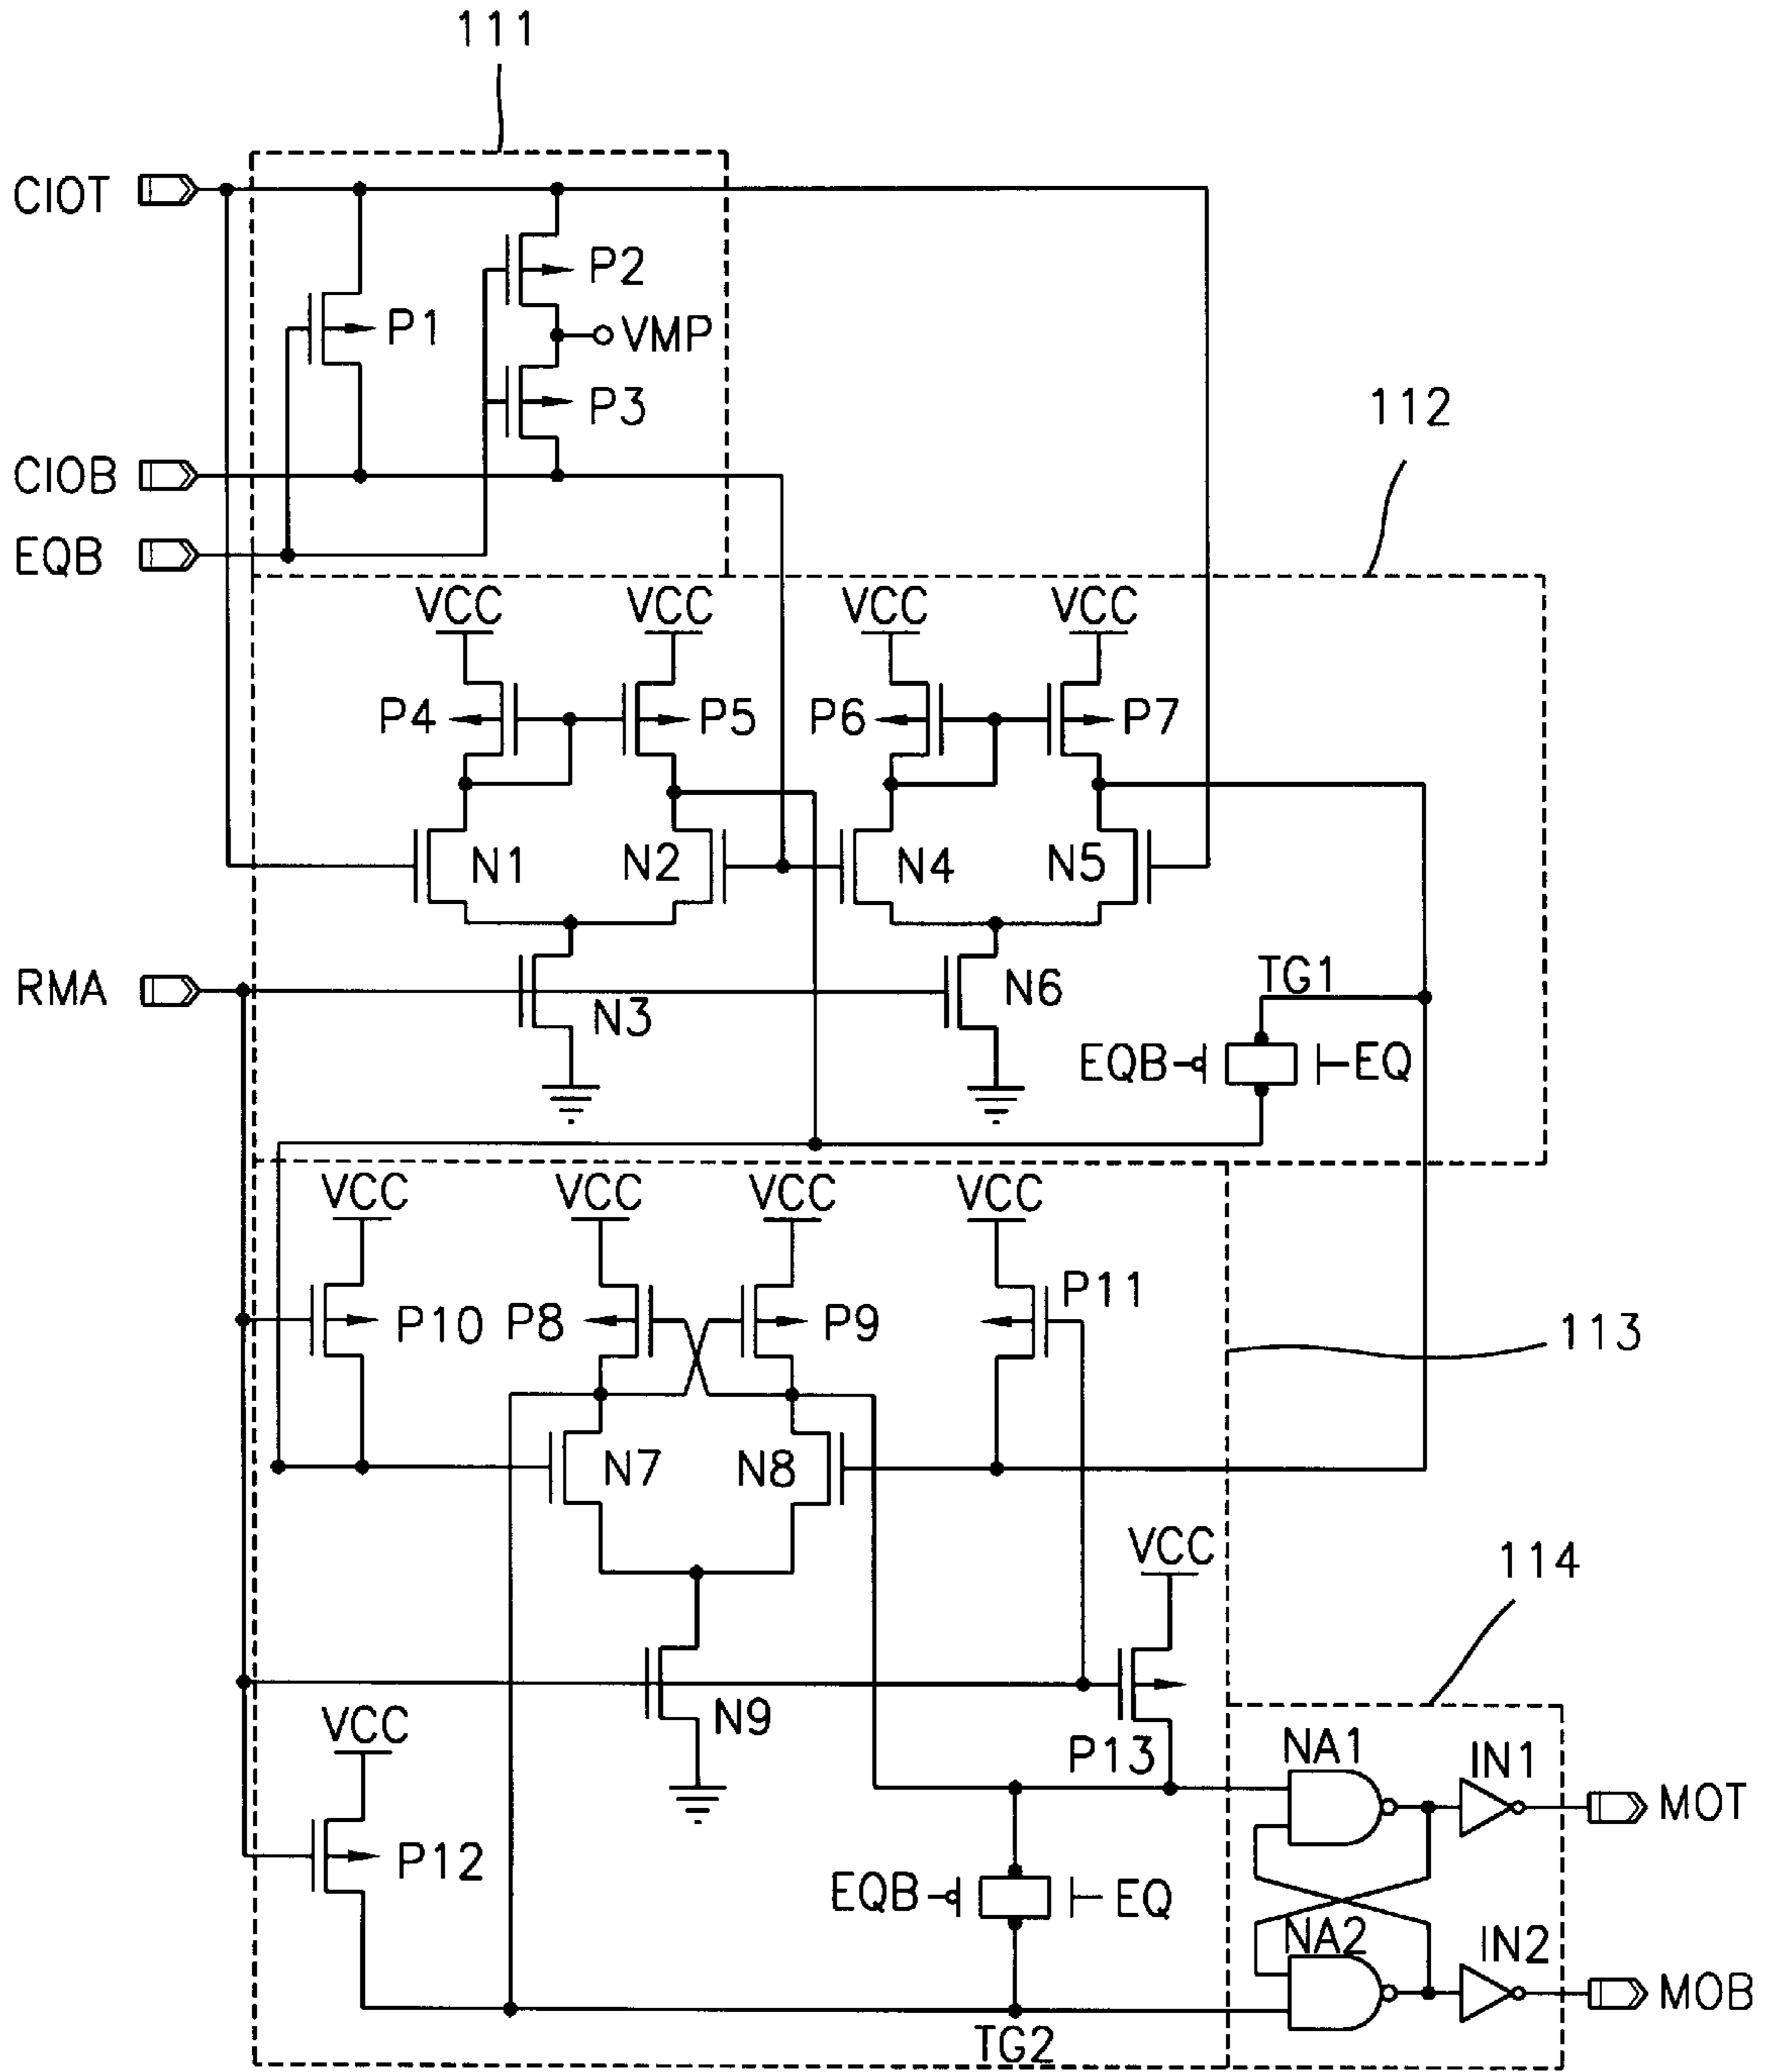 111
CIOT
P2
P1
VMP
P3
112
CIOB
EQB
VCC
VCC
VCC
VCC
P4
P5
P6
P7
N1
N2
N4
N5
RMA
N3
N6
TG1
EQB
EQ
VCC
VCC
VCC
VCC
P10
P8
P9
P11
113
N7
N8
VCC
114
N9
VCC
P13
NA1
IN1
MOT
P12
EQB
EQ
NA2
IN2
MOB
TG2